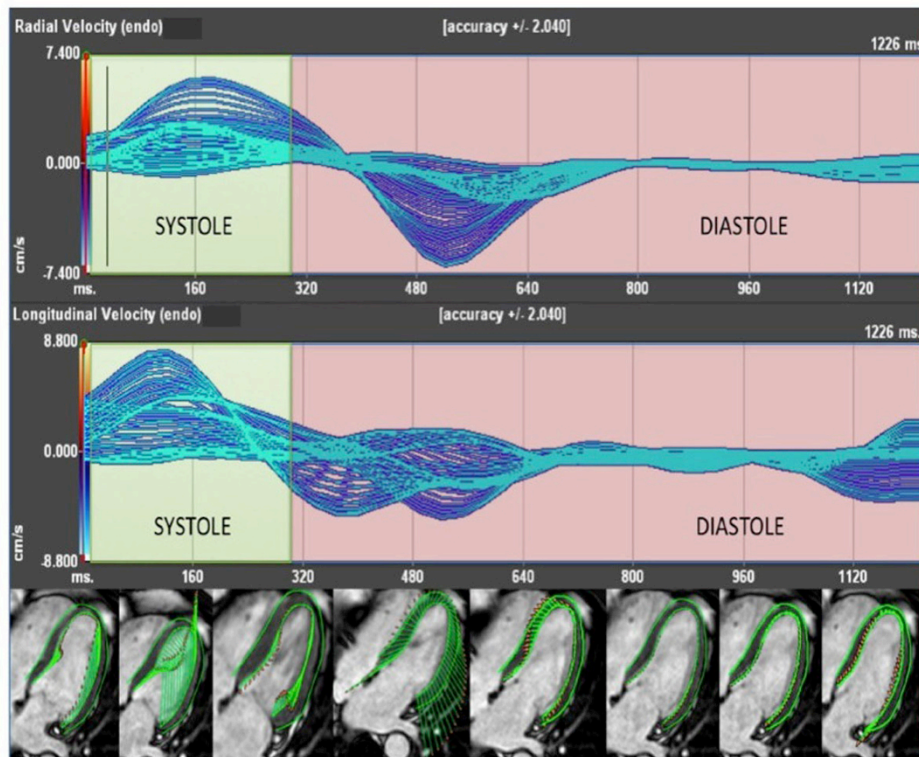 Radial Velocity (endo) [accuracy +/- 2.040]
1226 ms.
7.400
0.000
SYSTOLE DIASTOLE
cm/s
-7.400
ms. 160 320 480 640 800 960 1120
Longitudinal Velocity (endo) [accuracy +/- 2.040]
1226 ms.
8.800
0.000
SYSTOLE DIASTOLE
cm/s
-8.800
ms. 160 320 480 640 800 960 1120